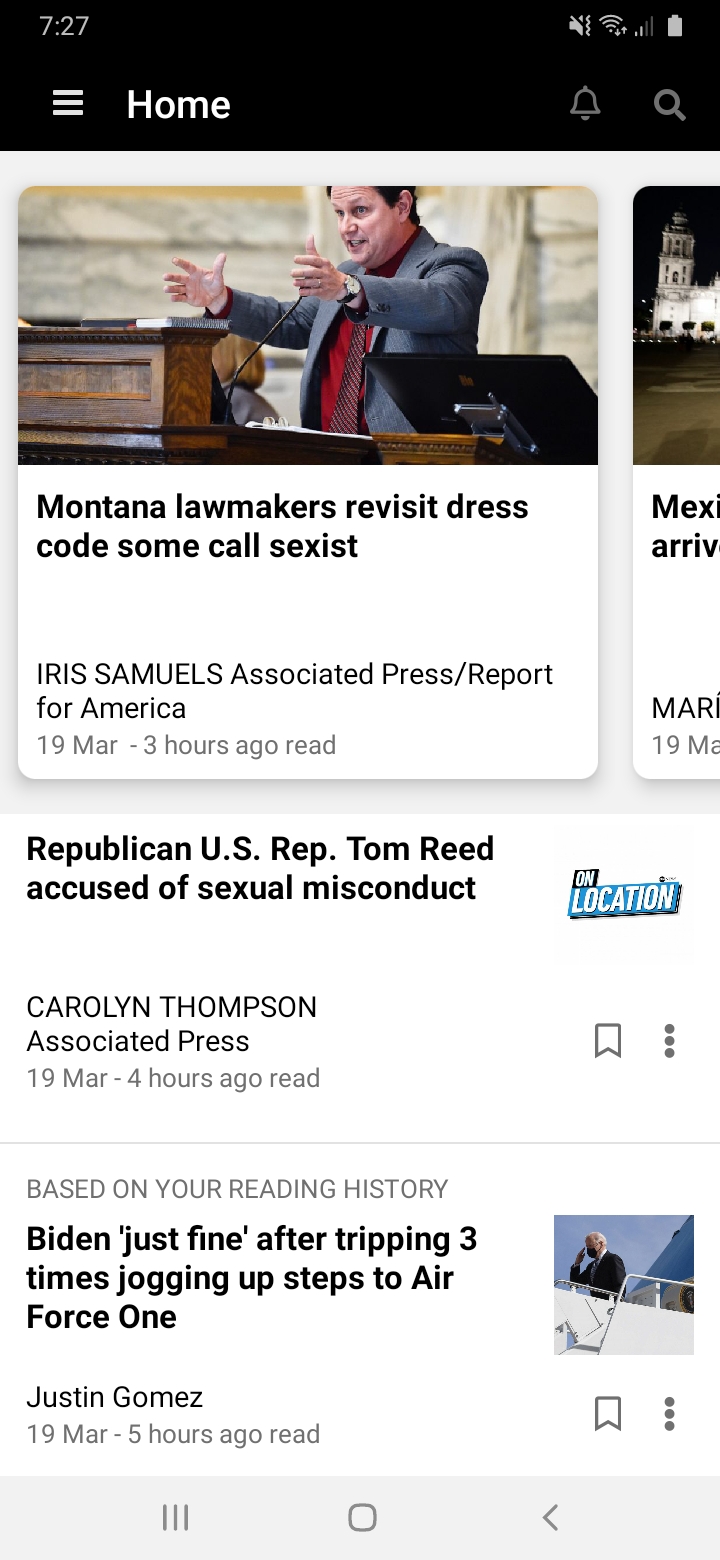 7:27
Home
Montana lawmakers revisit dress
code some call sexist
IRIS SAMUELS Associated Press/Report
for America
19 Mar - 3 hours ago read
Mexi
arriv
MARÍ
19 Ma
Republican U.S. Rep. Tom Reed
accused of sexual misconduct
ON
LOCATION
CAROLYN THOMPSON
Associated Press
19 Mar - 4 hours ago read
BASED ON YOUR READING HISTORY
Biden 'just fine' after tripping 3
times jogging up steps to Air
Force One
Justin Gomez
19 Mar - 5 hours ago read